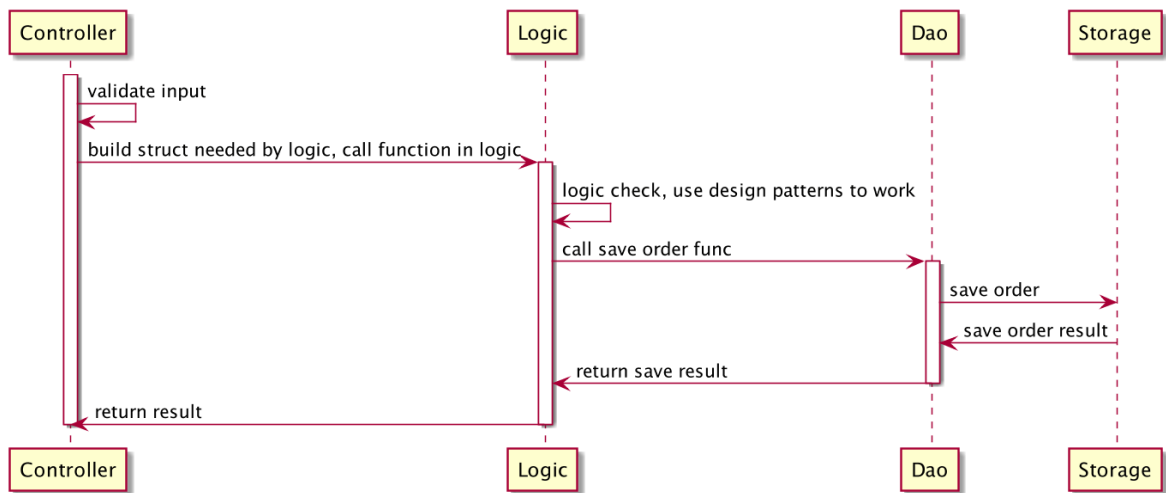 Controller
Logic
Dao
Storage
validate input
build struct needed by logic, call function in logic
logic check, use design patterns to work
call save order func
save order
save order result
return save result
return result
Controller
Logic
Dao
Storage